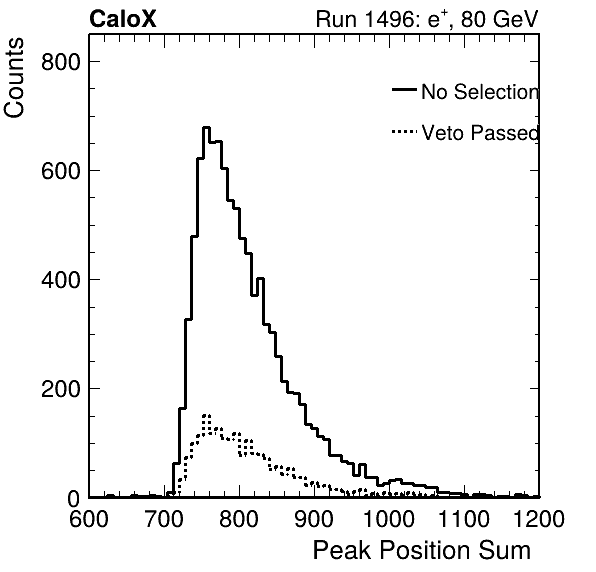 CaloX Run 1496: e⁺, 80 GeV
Counts
800
600
400
200
0
No Selection
Veto Passed
600 700 800 900 1000 1100 1200
Peak Position Sum